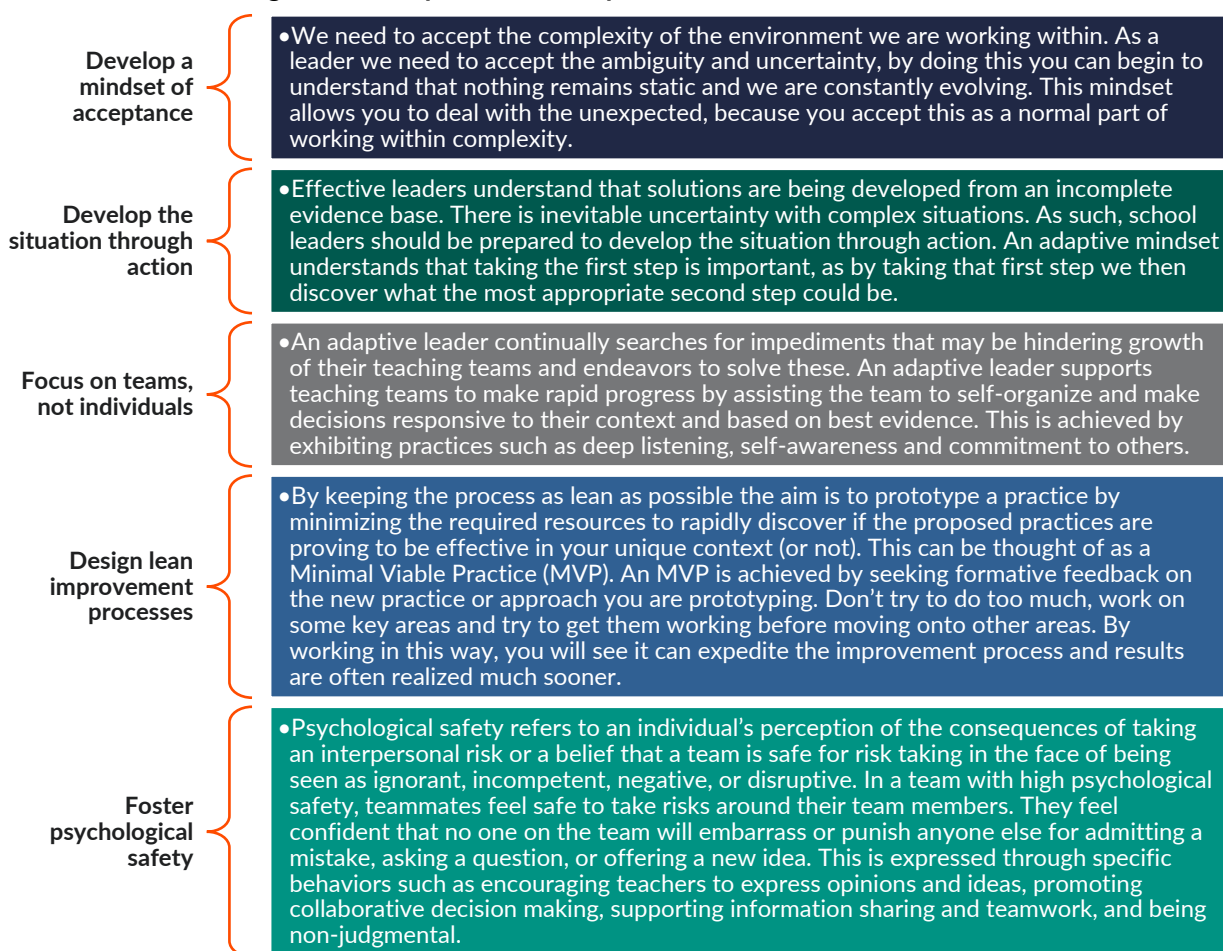 Develop a
mindset of
acceptance
•We need to accept the complexity of the environment we are working within. As a
leader we need to accept the ambiguity and uncertainty, by doing this you can begin to
understand that nothing remains static and we are constantly evolving. This mindset
allows you to deal with the unexpected, because you accept this as a normal part of
working within complexity.
Develop the
situation through
action
•Effective leaders understand that solutions are being developed from an incomplete
evidence base. There is inevitable uncertainty with complex situations. As such, school
leaders should be prepared to develop the situation through action. An adaptive mindset
understands that taking the first step is important, as by taking that first step we then
discover what the most appropriate second step could be.
Focus on teams,
not individuals
•An adaptive leader continually searches for impediments that may be hindering growth
of their teaching teams and endeavors to solve these. An adaptive leader supports
teaching teams to make rapid progress by assisting the team to self-organize and make
decisions responsive to their context and based on best evidence. This is achieved by
exhibiting practices such as deep listening, self-awareness and commitment to others.
Design lean
improvement
processes
•By keeping the process as lean as possible the aim is to prototype a practice by
minimizing the required resources to rapidly discover if the proposed practices are
proving to be effective in your unique context (or not). This can be thought of as a
Minimal Viable Practice (MVP). An MVP is achieved by seeking formative feedback on
the new practice or approach you are prototyping. Don't try to do too much, work on
some key areas and try to get them working before moving onto other areas. By
working in this way, you will see it can expedite the improvement process and results
are often realized much sooner.
Foster
psychological
safety
•Psychological safety refers to an individual's perception of the consequences of taking
an interpersonal risk or a belief that a team is safe for risk taking in the face of being
seen as ignorant, incompetent, negative, or disruptive. In a team with high psychological
safety, teammates feel safe to take risks around their team members. They feel
confident that no one on the team will embarrass or punish anyone else for admitting a
mistake, asking a question, or offering a new idea. This is expressed through specific
behaviors such as encouraging teachers to express opinions and ideas, promoting
collaborative decision making, supporting information sharing and teamwork, and being
non-judgmental.